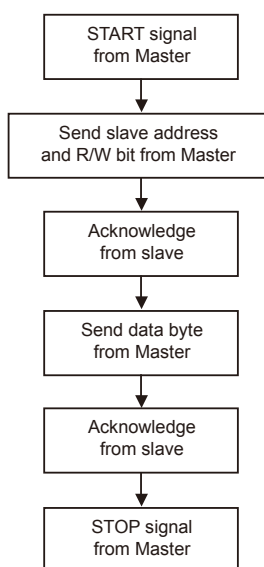 START signal
from Master
Send slave address
and R/W bit from Master
Acknowledge
from slave
Send data byte
from Master
Acknowledge
from slave
STOP signal
from Master